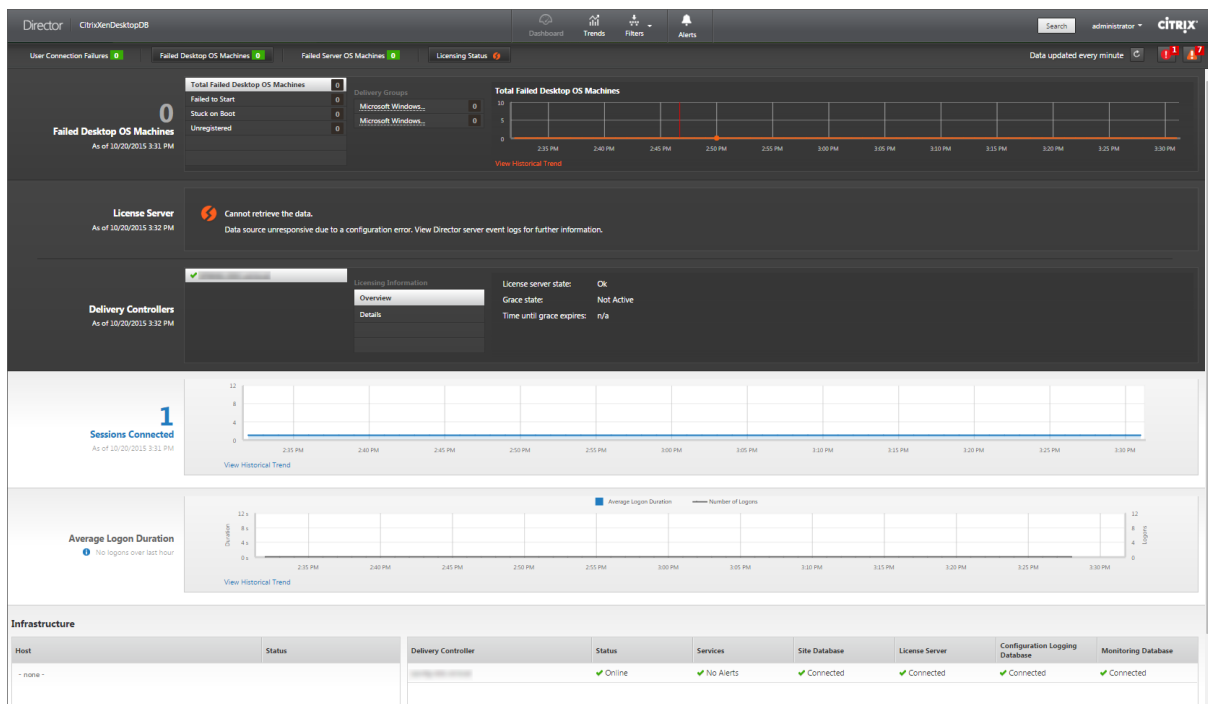 Director CitrixXenDesktopDB
Dashboard Trends Filters Alerts
Search administrator CİTRIX
User Connection Failures 0 Failed Desktop OS Machines 0 Failed Server OS Machines 0 Licensing Status
Data updated every minute 1 7
0
Failed Desktop OS Machines
As of 10/20/2015 3:31 PM
Total Failed Desktop OS Machines 0
Failed to Start 0
Stuck on Boot 0
Unregistered 0
Delivery Groups
Microsoft Windows... 0
Microsoft Windows... 0
Total Failed Desktop OS Machines
10
5
0
2:35 PM 2:40 PM 2:45 PM 2:50 PM 2:55 PM 3:00 PM 3:05 PM 3:10 PM 3:15 PM 3:20 PM 3:25 PM 3:30 PM
View Historical Trend
License Server
As of 10/20/2015 3:32 PM
Cannot retrieve the data.
Data source unresponsive due to a configuration error. View Director server event logs for further information.
Delivery Controllers
As of 10/20/2015 3:32 PM
Licensing Information
Overview
Details
License server state: Ok
Grace state: Not Active
Time until grace expires: n/a
1
Sessions Connected
As of 10/20/2015 3:31 PM
12
8
4
0
2:35 PM 2:40 PM 2:45 PM 2:50 PM 2:55 PM 3:00 PM 3:05 PM 3:10 PM 3:15 PM 3:20 PM 3:25 PM 3:30 PM
View Historical Trend
Average Logon Duration
No logons over last hour
Average Logon Duration Number of Logons
Duration
12 s
8 s
4 s
0 s
12
8
4
0
Logons
2:35 PM 2:40 PM 2:45 PM 2:50 PM 2:55 PM 3:00 PM 3:05 PM 3:10 PM 3:15 PM 3:20 PM 3:25 PM 3:30 PM
View Historical Trend
Infrastructure
Host Status
- none -
Delivery Controller Status Services Site Database License Server Configuration Logging Database Monitoring Database
Online No Alerts Connected Connected Connected Connected